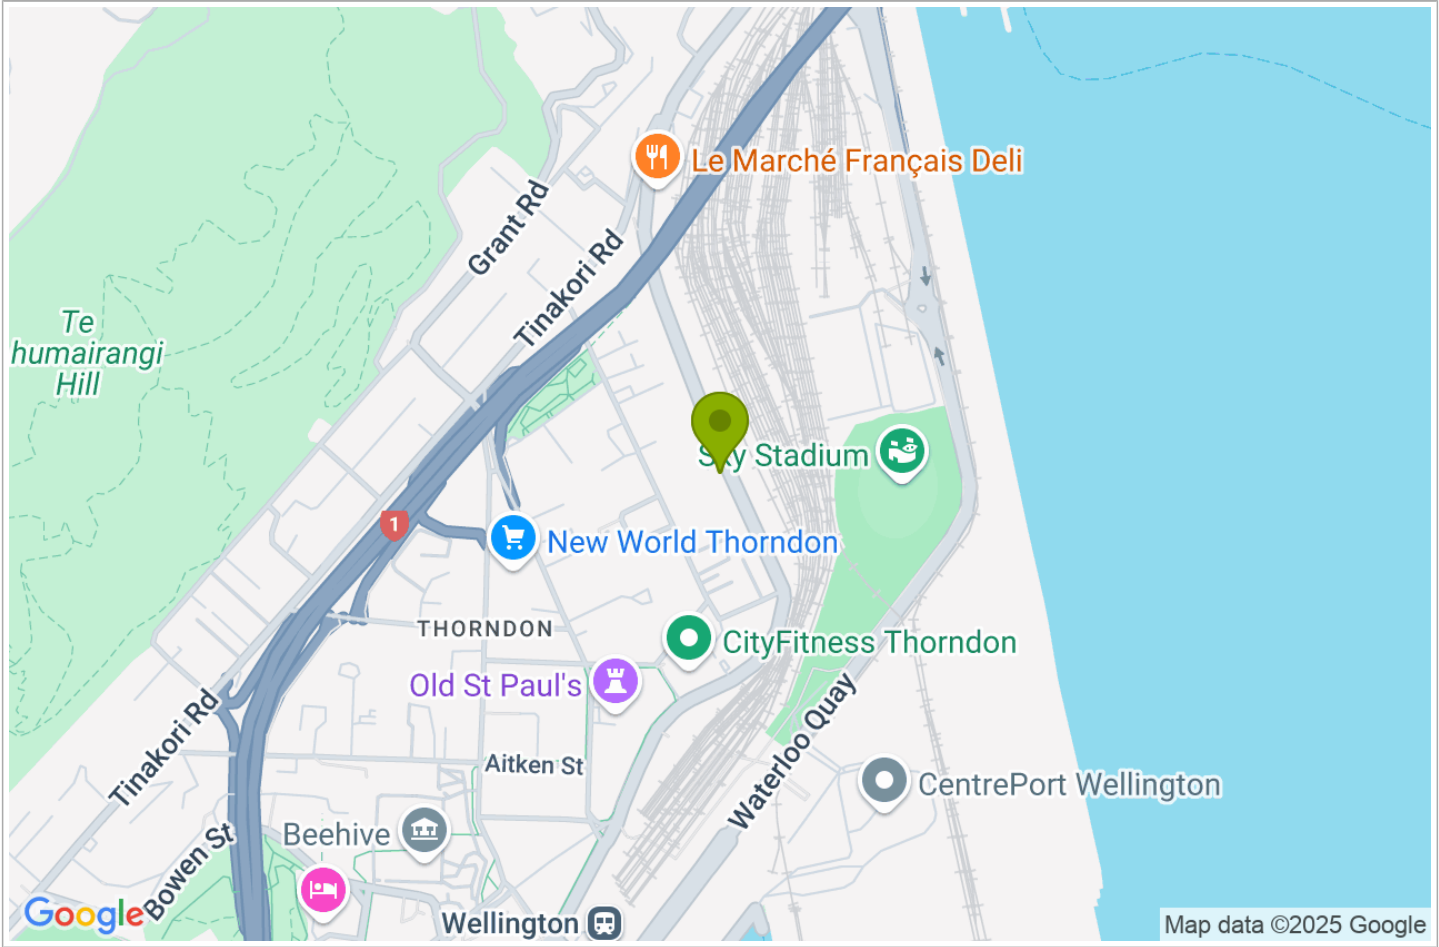 Le Marché Français Deli
Grant Rd
Tinakori Rd
Te
humairangi
Hill
Sky Stadium
1
New World Thorndon
THORNDON
CityFitness Thorndon
Old St Paul's
Tinakori Rd
Waterloo Quay
Aitken St
CentrePort Wellington
Beehive
Bowen St
Google
Wellington
Map data ©2025 Google